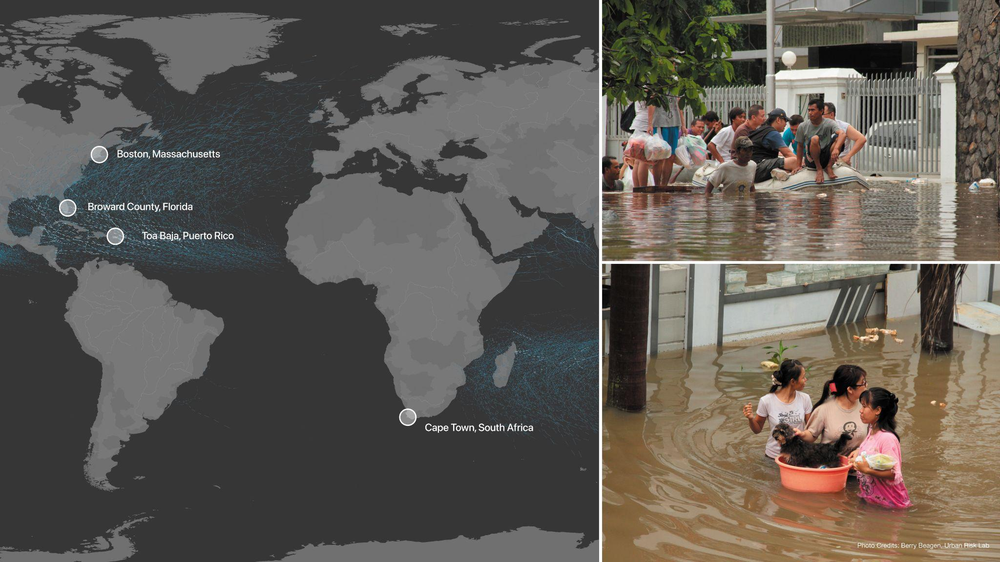 Boston, Massachusetts
Broward County, Florida
Toa Baja, Puerto Rico
Cape Town, South Africa
GIRL
Photo Credits: Berry Beagen, Urban Risk Lab